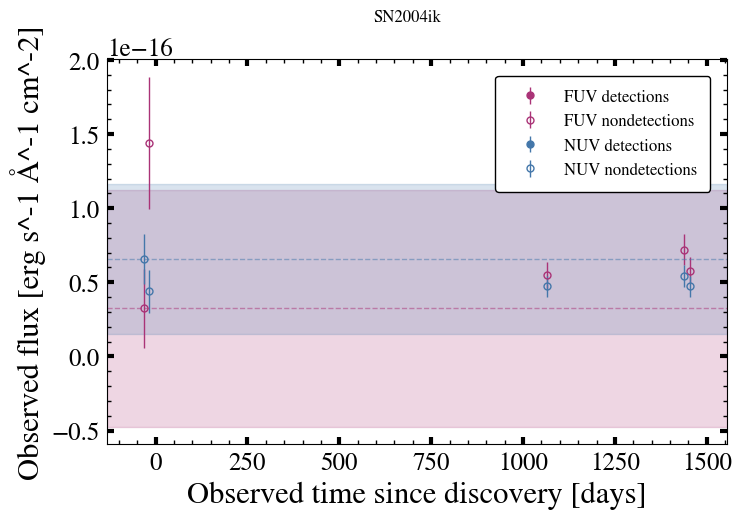 SN2004ik
1e−16
2.0
1.5
1.0
0.5
0.0
−0.5
Observed flux [erg s^-1 Å^-1 cm^-2]
FUV detections
FUV nondetections
NUV detections
NUV nondetections
0 250 500 750 1000 1250 1500
Observed time since discovery [days]